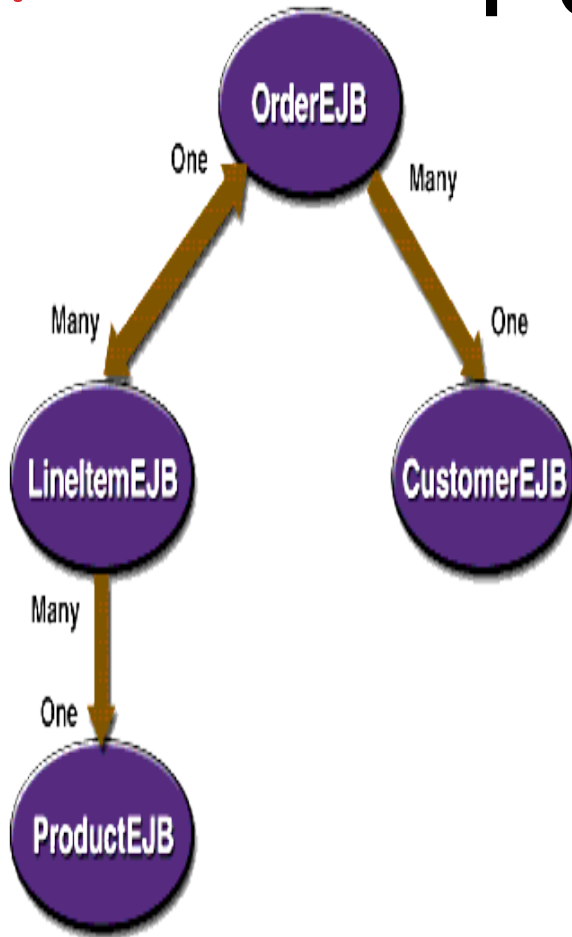 OrderEJB
One
Many
Many
One
LineItemEJB
CustomerEJB
Many
One
ProductEJB